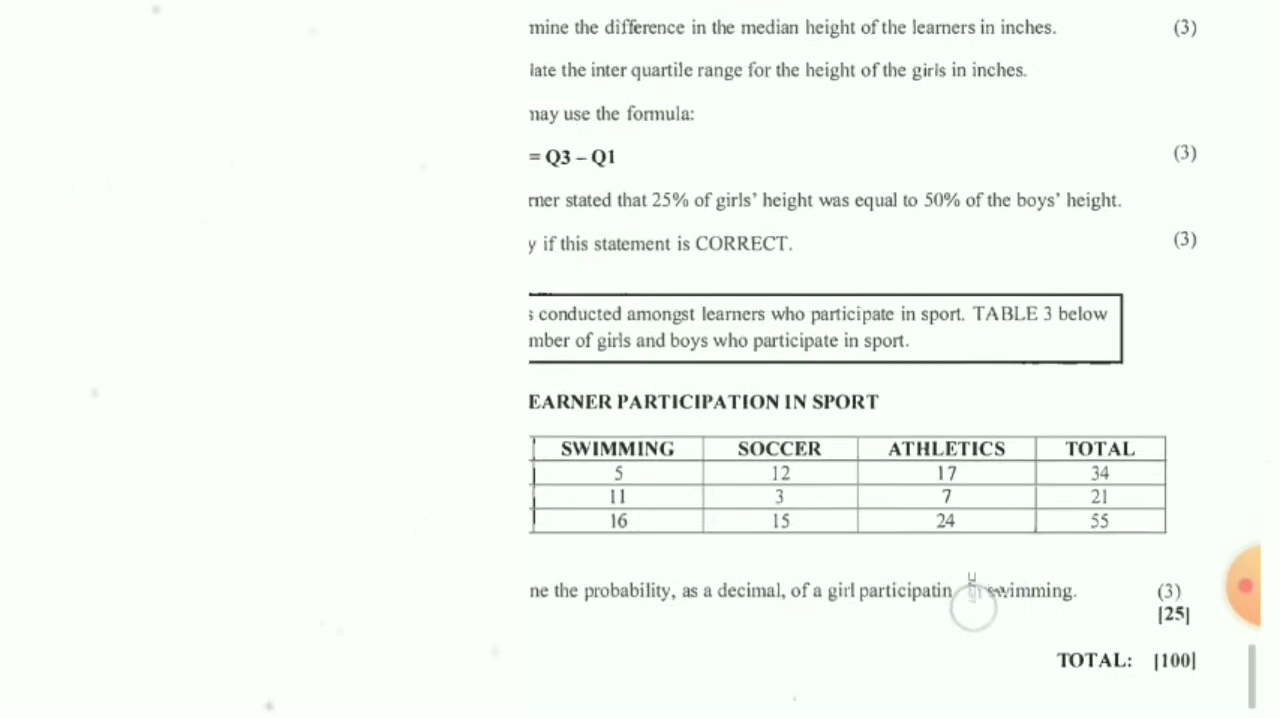 mine the difference in the median height of the learners in inches. (3)
late the inter quartile range for the height of the girls in inches.
may use the formula:
= Q3 – Q1 (3)
rner stated that 25% of girls' height was equal to 50% of the boys' height.
y if this statement is CORRECT. (3)
s conducted amongst learners who participate in sport. TABLE 3 below
mber of girls and boys who participate in sport.
EARNER PARTICIPATION IN SPORT
SWIMMING SOCCER ATHLETICS TOTAL
5 12 17 34
11 3 7 21
16 15 24 55
ne the probability, as a decimal, of a girl participatin swimming. (3)
[25]
TOTAL: [100]